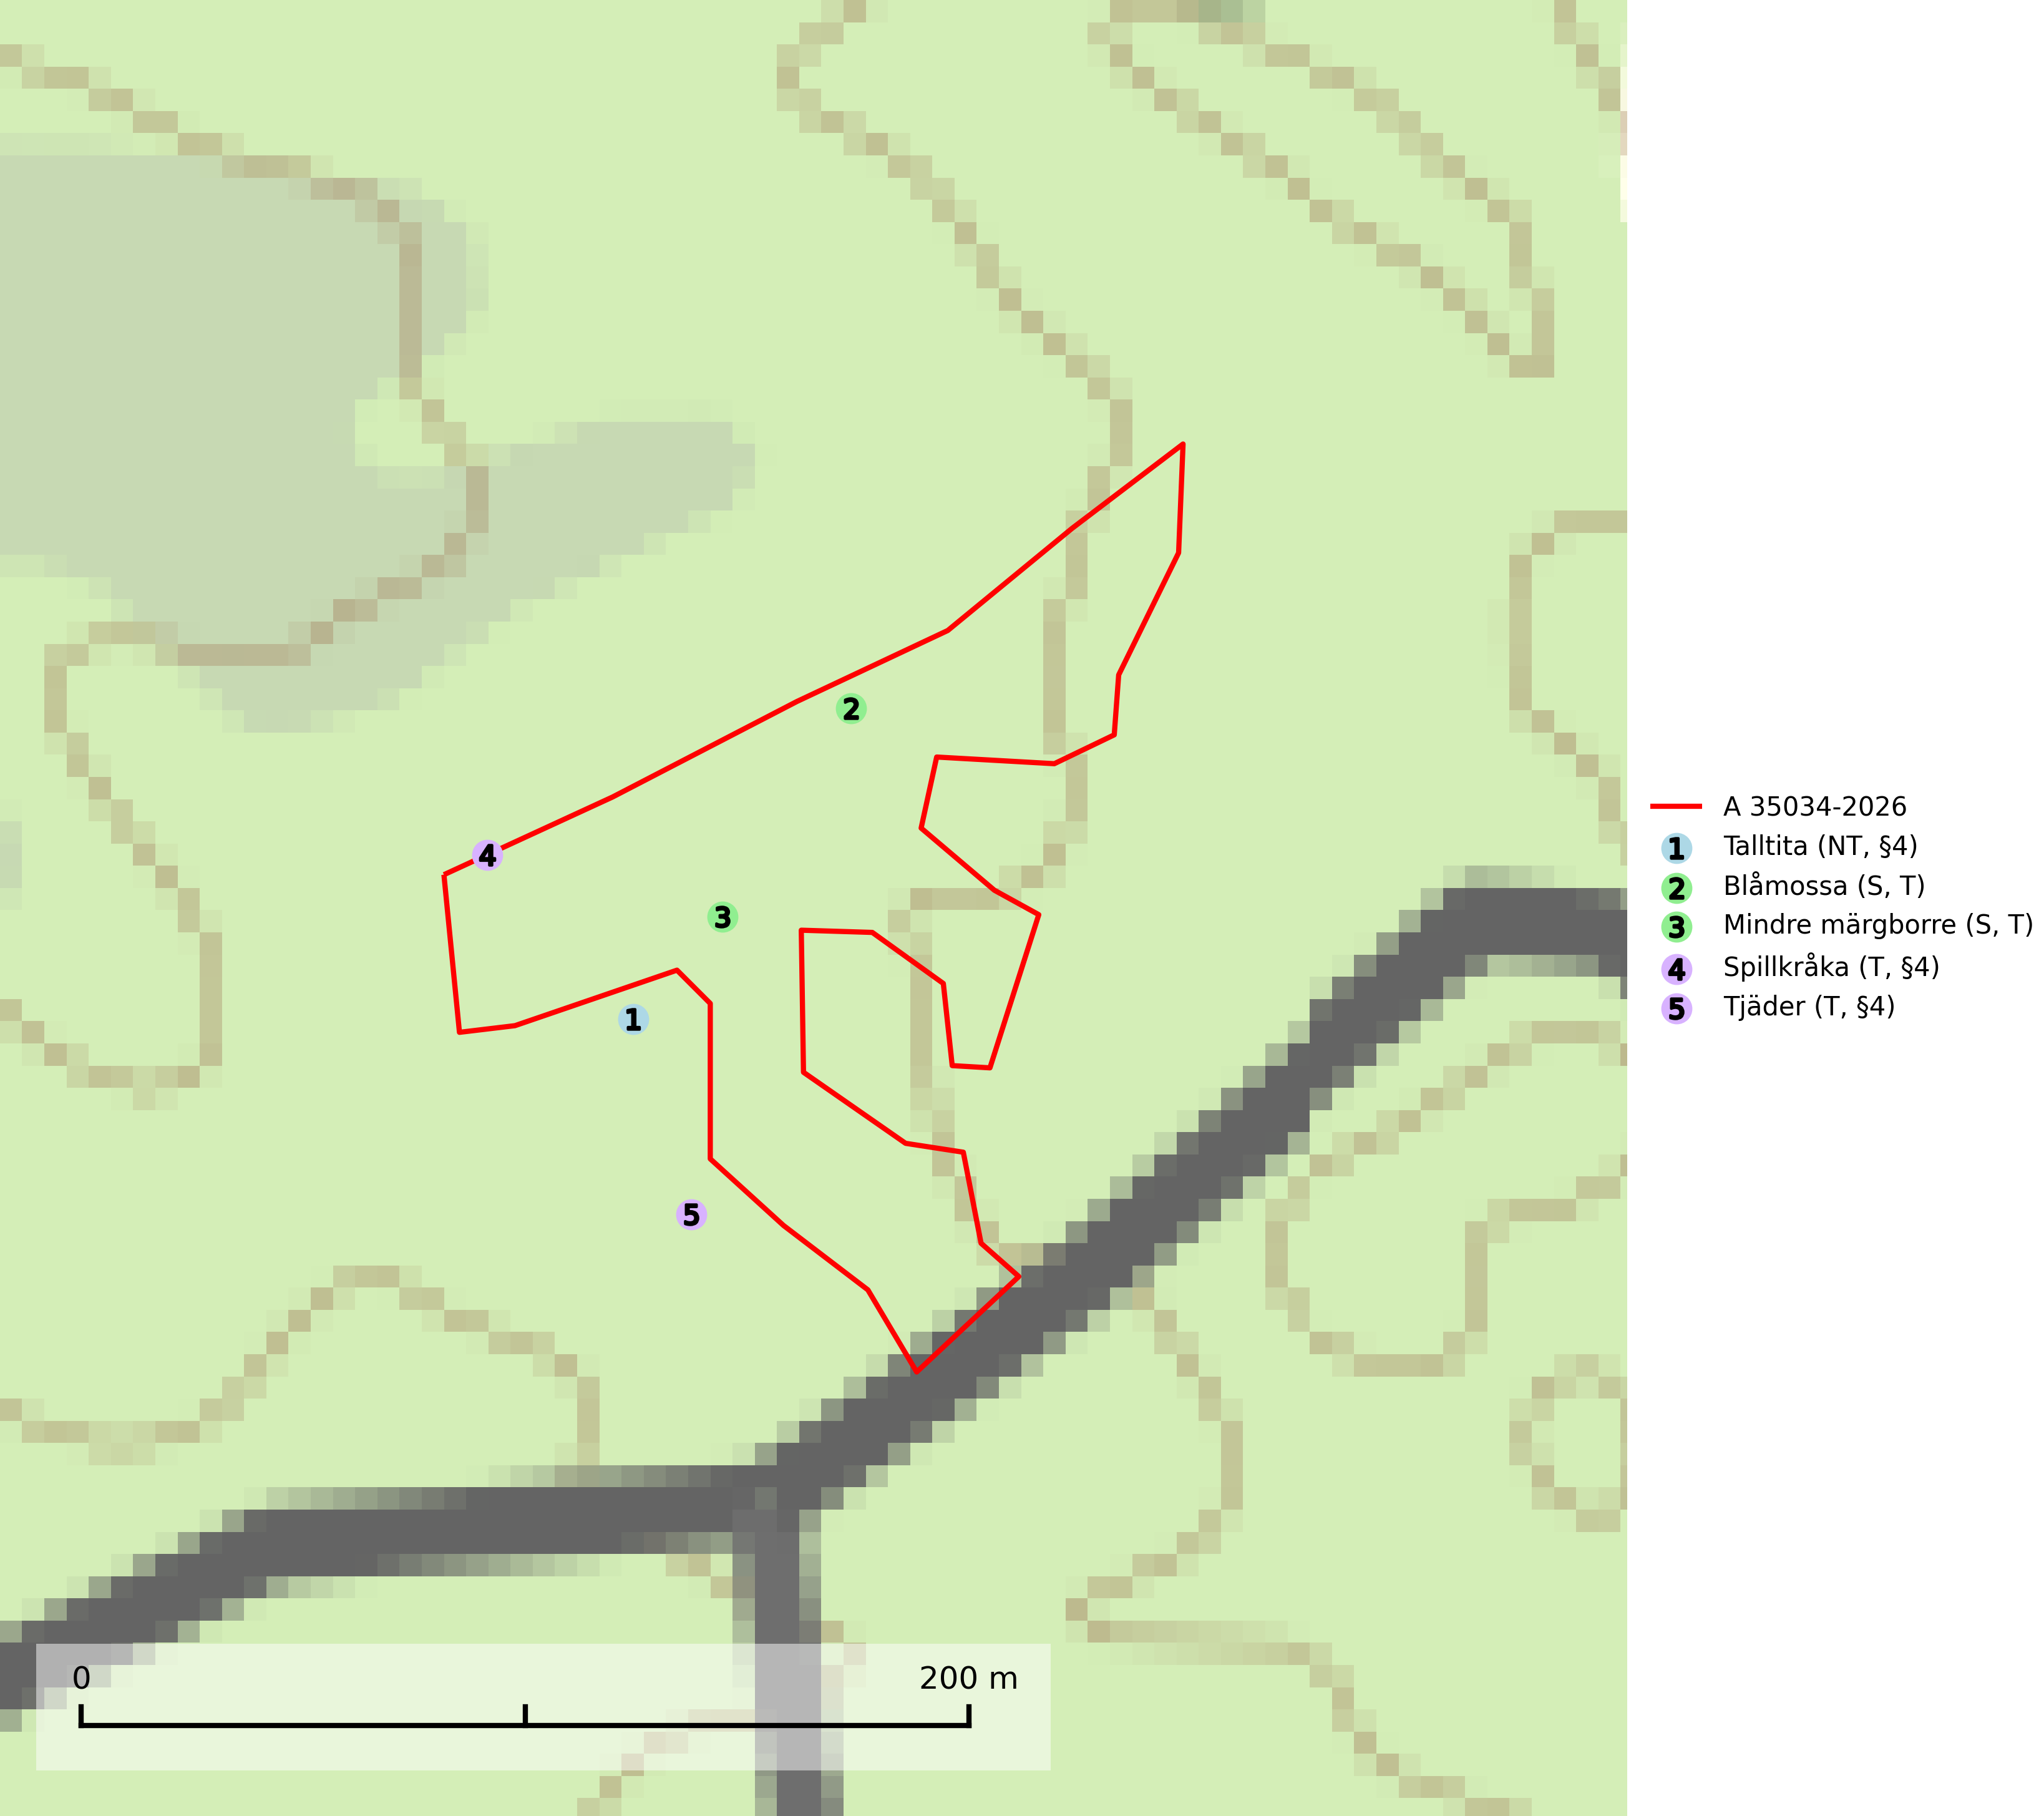 2
4
3
1
5
0
200 m
A 35034-2026
1 Talltita (NT, §4)
2 Blåmossa (S, T)
3 Mindre märgborre (S, T)
4 Spillkråka (T, §4)
5 Tjäder (T, §4)